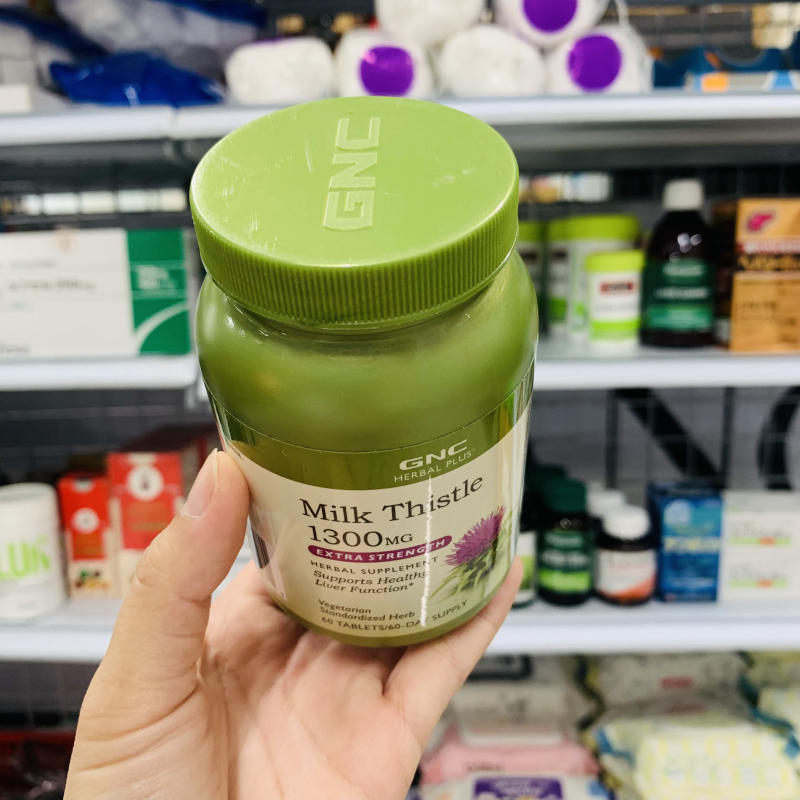 GNC
GNC
HERBAL PLUS
Milk Thistle
1300MG
EXTRA STRENGTH
HERBAL SUPPLEMENT
Supports Healthy
Liver Function*
Vegetarian
Standardized Herb
60 TABLETS/60-DAY SUPPLY